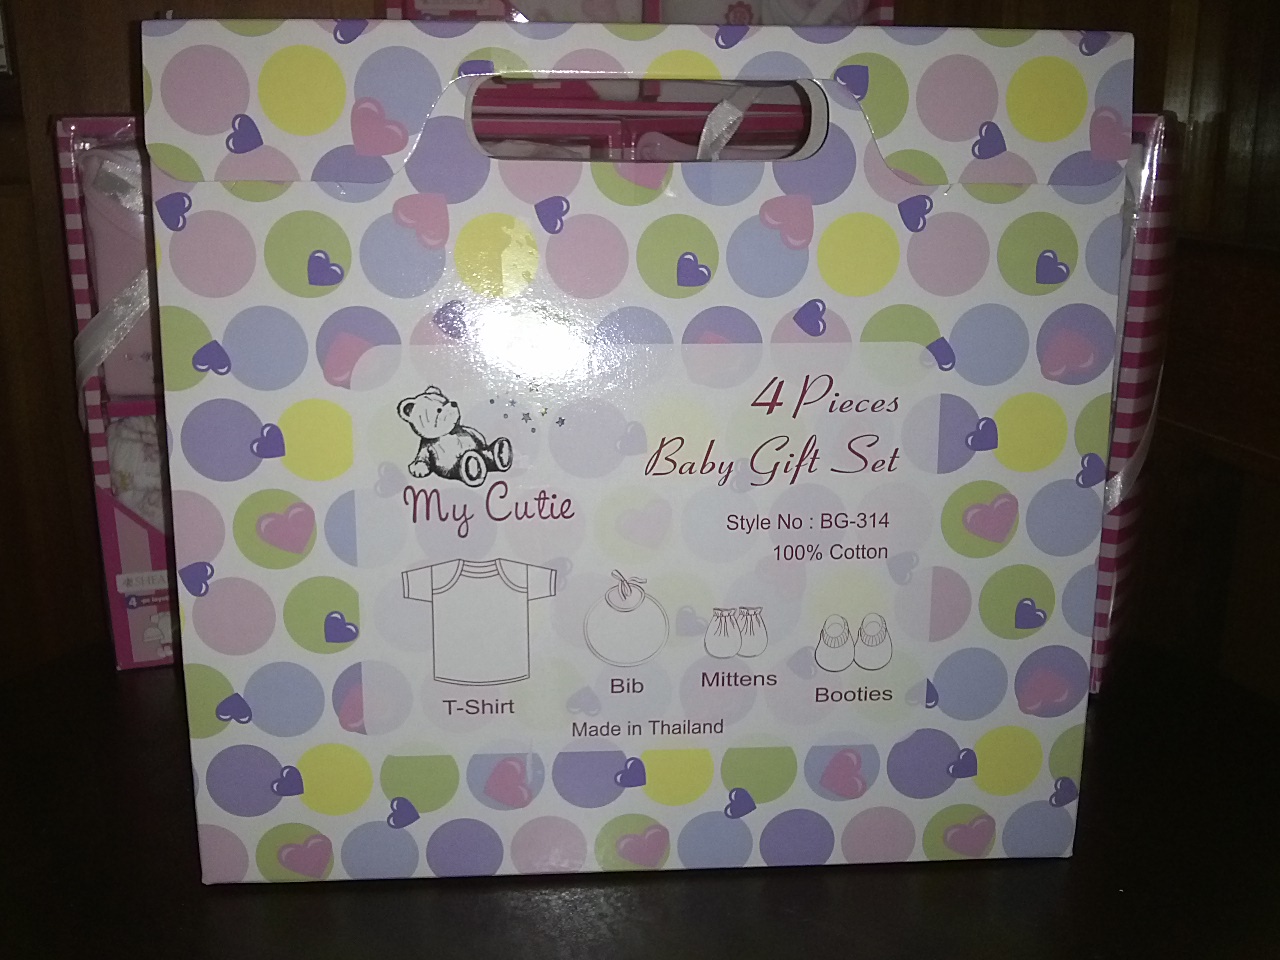 4 Pieces
Baby Gift Set
My Cutie
Style No : BG-314
100% Cotton
T-Shirt
Bib
Mittens
Booties
Made in Thailand